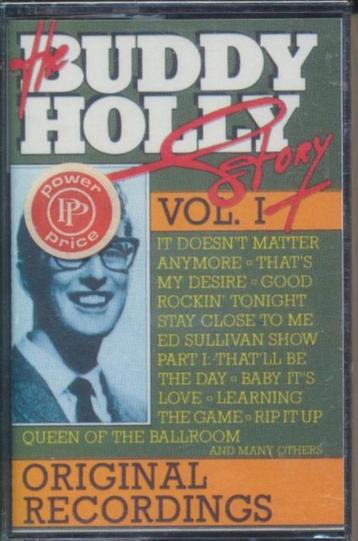 The
BUDDY
HOLLY
Story
power
PP
price
VOL. I
IT DOESN'T MATTER
ANYMORE ▫ THAT'S
MY DESIRE ▫ GOOD
ROCKIN' TONIGHT
STAY CLOSE TO ME
ED SULLIVAN SHOW
PART I: THAT'LL BE
THE DAY ▫ BABY IT'S
LOVE ▫ LEARNING
THE GAME ▫ RIP IT UP
QUEEN OF THE BALLROOM
AND MANY OTHERS
ORIGINAL
RECORDINGS